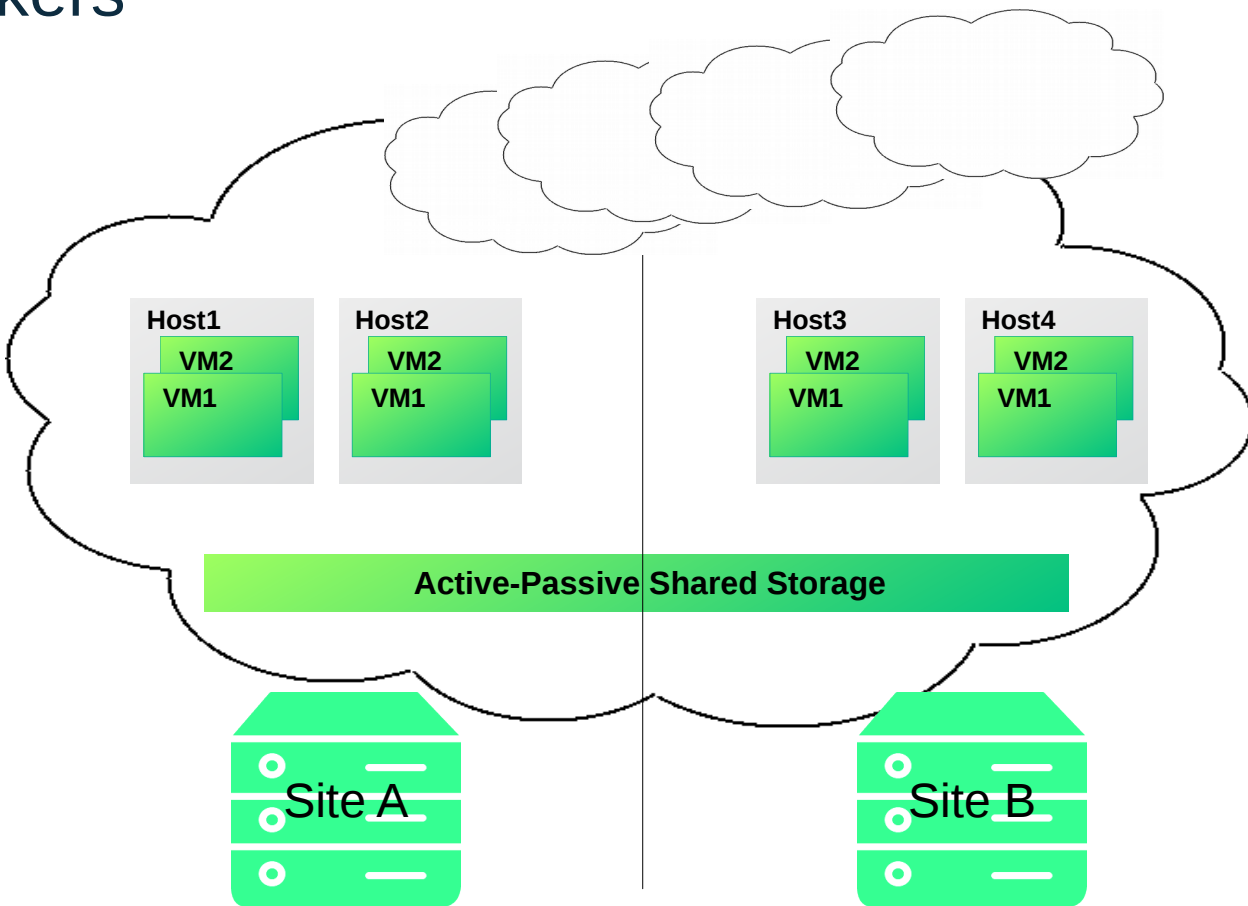 Host1
VM2
VM1
Host2
VM2
VM1
Host3
VM2
VM1
Host4
VM2
VM1
Active-Passive Shared Storage
Site A
Site B